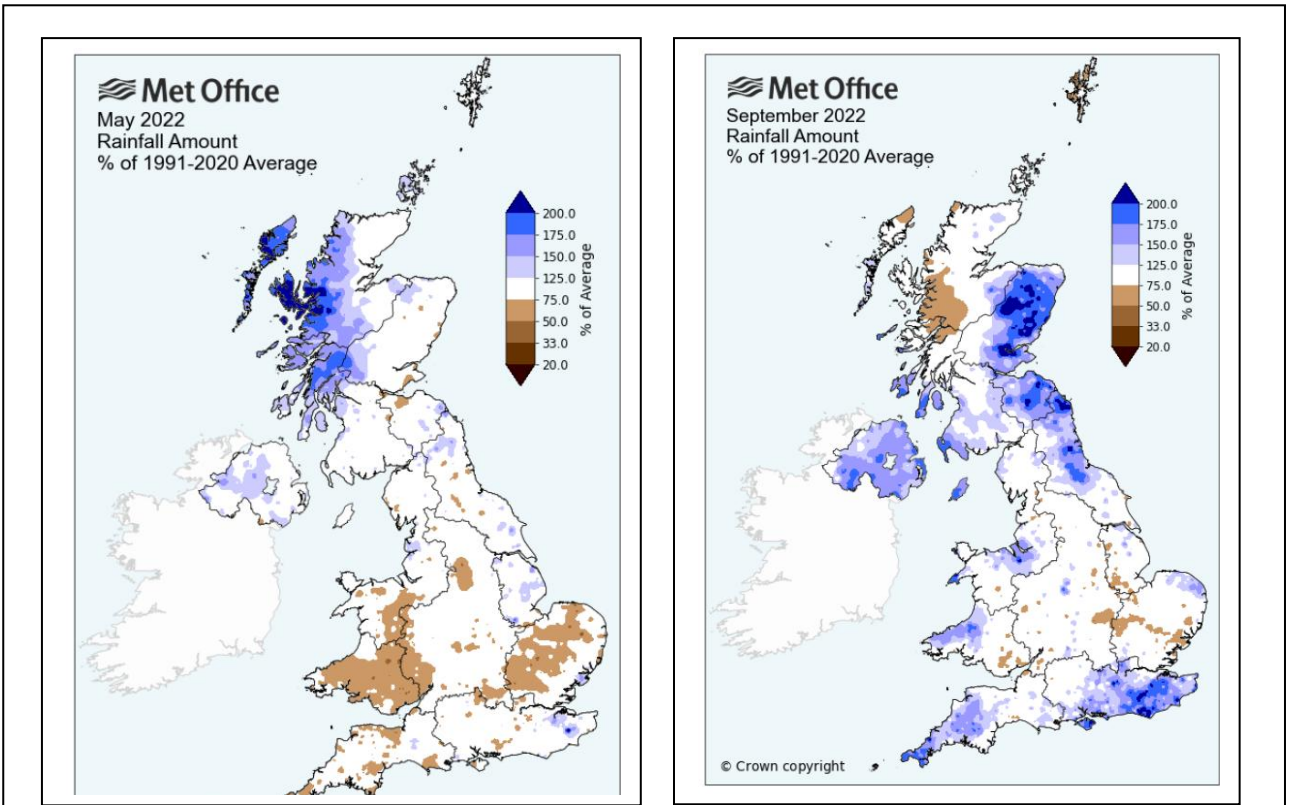 Met Office
May 2022
Rainfall Amount
% of 1991-2020 Average
200.0
175.0
150.0
125.0
75.0
50.0
33.0
20.0
% of Average
Met Office
September 2022
Rainfall Amount
% of 1991-2020 Average
200.0
175.0
150.0
125.0
75.0
50.0
33.0
20.0
% of Average
© Crown copyright